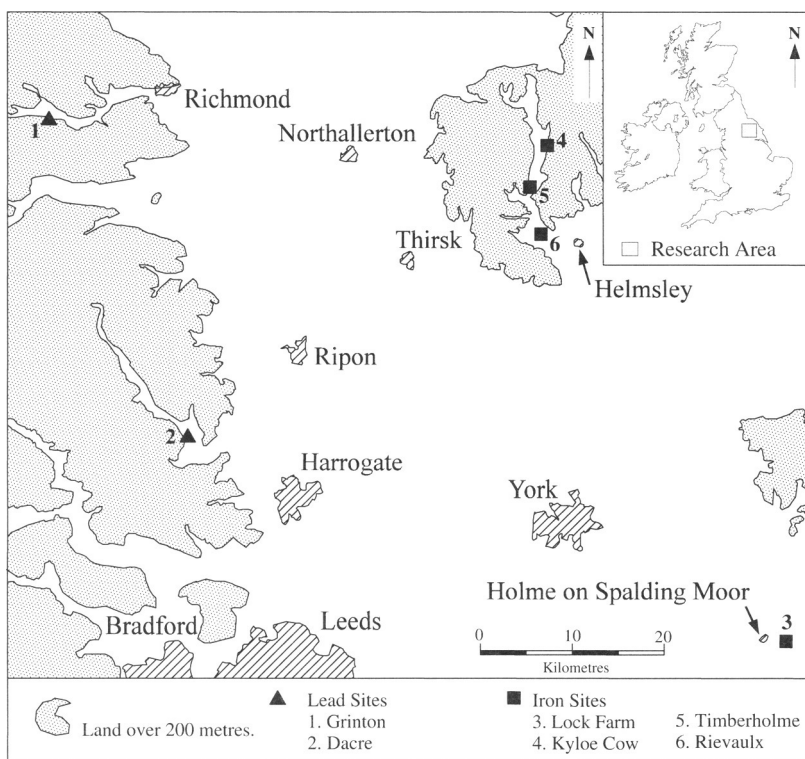 N
N
Richmond
1
Northallerton
4
5
Thirsk
6
Research Area
Helmsley
Ripon
2
Harrogate
York
Holme on Spalding Moor
Bradford
Leeds
0 10 20
3
Kilometres
Land over 200 metres.
Lead Sites
1. Grinton
2. Dacre
Iron Sites
3. Lock Farm
4. Kyloe Cow
5. Timberholme
6. Rievaulx